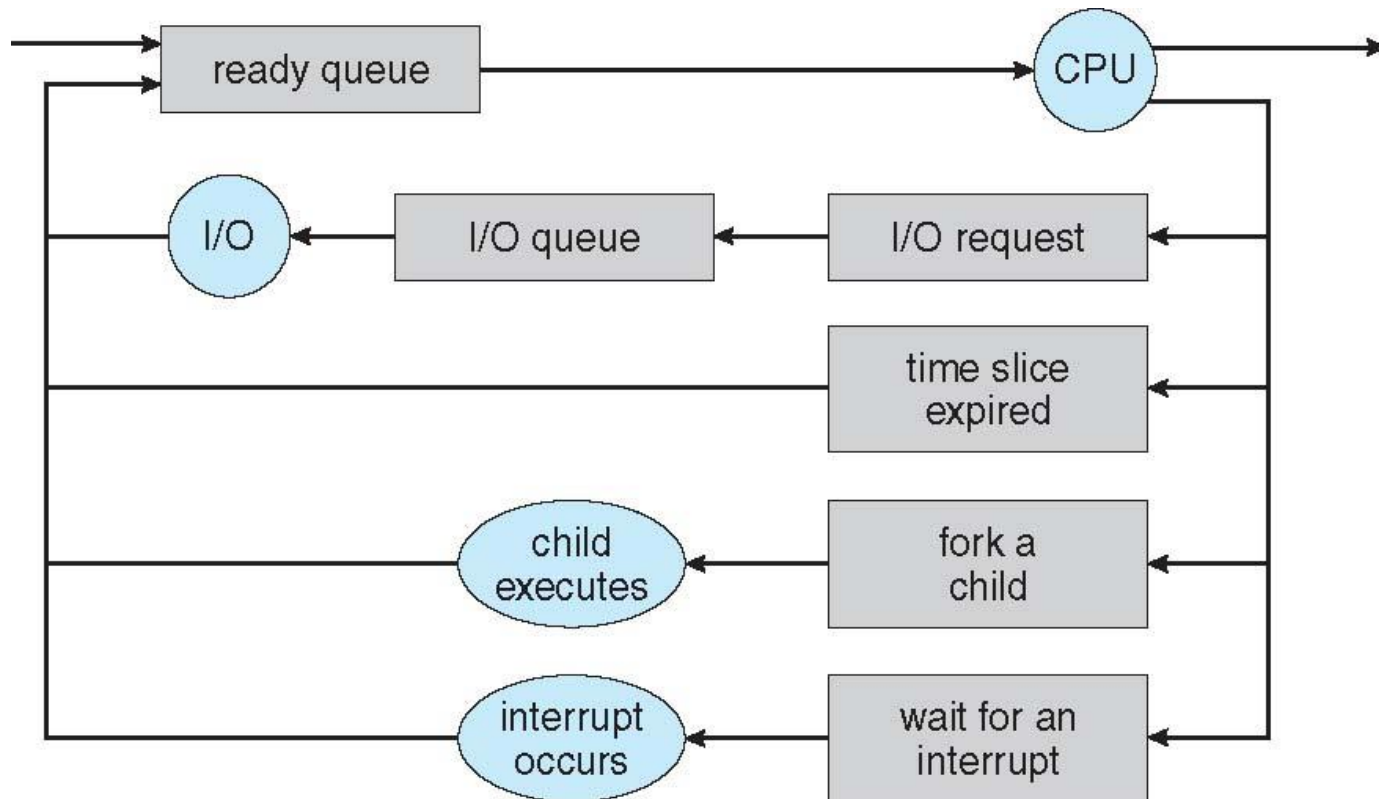 ready queue
CPU
I/O
I/O queue
I/O request
time slice
expired
child
executes
fork a
child
interrupt
occurs
wait for an
interrupt